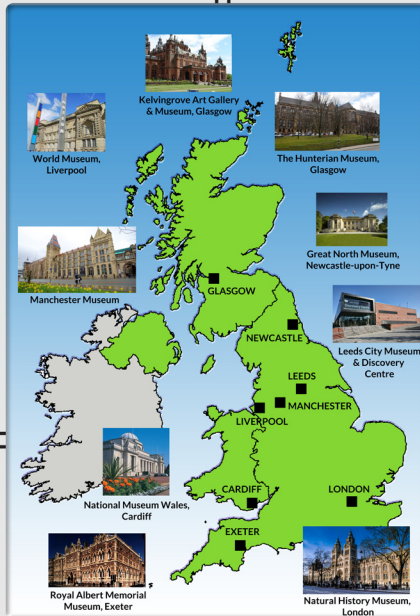 Kelvingrove Art Gallery
& Museum, Glasgow
World Museum,
Liverpool
The Hunterian Museum,
Glasgow
Great North Museum,
Newcastle-upon-Tyne
Manchester Museum
GLASGOW
NEWCASTLE
Leeds City Museum
& Discovery
Centre
LEEDS
MANCHESTER
LIVERPOOL
National Museum Wales,
Cardiff
CARDIFF
LONDON
EXETER
Royal Albert Memorial
Museum, Exeter
Natural History Museum,
London